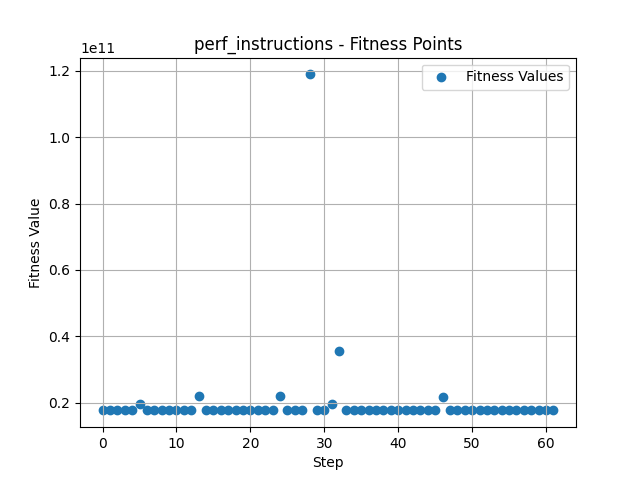 perf_instructions - Fitness Points
1e11
Fitness Values
1.2
1.0
0.8
0.6
0.4
0.2
Fitness Value
0 10 20 30 40 50 60
Step